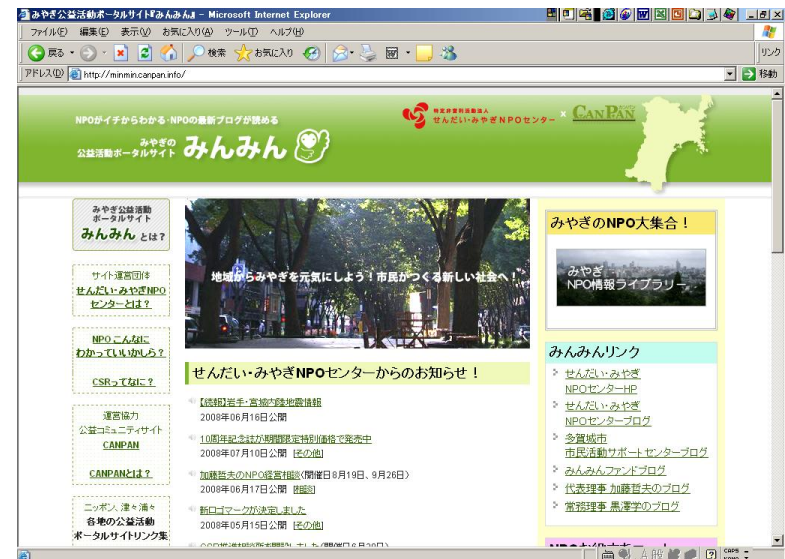 みやぎ公益活動ポータルサイト『みんみん』 - Microsoft Internet Explorer
ファイル(F) 編集(E) 表示(V) お気に入り(A) ツール(T) ヘルプ(H)
戻る 検索 お気に入り リンク
アドレス(D) http://minmin.canpan.info/ 移動
NPOがイチからわかる・NPOの最新ブログが読める
みやぎの
公益活動ポータルサイト みんみん
特定非営利活動法人
せんだい・みやぎNPOセンター × CANPAN
みやぎ公益活動
ポータルサイト
みんみん とは?
サイト運営団体
せんだい・みやぎNPO
センターとは?
NPOこんなに
わかっていいかしら?
CSRってなに?
運営協力
公益コミュニティサイト
CANPAN
CANPANとは?
ニッポン、津々浦々
各地の公益活動
ポータルサイトリンク集
地域からみやぎを元気にしよう!市民がつくる新しい社会へ!
せんだい・みやぎNPOセンターからのお知らせ!
【続報】岩手・宮城内陸地震情報
2008年06月16日公開
10周年記念誌が期間限定特別価格で発売中
2008年07月10日公開 [その他]
加藤哲夫のNPO経営相談(開催日8月19日、9月26日)
2008年06月17日公開 [相談]
新ロゴマークが決定しました
2008年05月15日公開 [その他]
みやぎのNPO大集合!
みやぎ
NPO情報ライブラリー
みんみんリンク
せんだい・みやぎ
NPOセンターHP
せんだい・みやぎ
NPOセンターブログ
多賀城市
市民活動サポートセンターブログ
みんみんファンドブログ
代表理事 加藤哲夫のブログ
常務理事 黒澤学のブログ